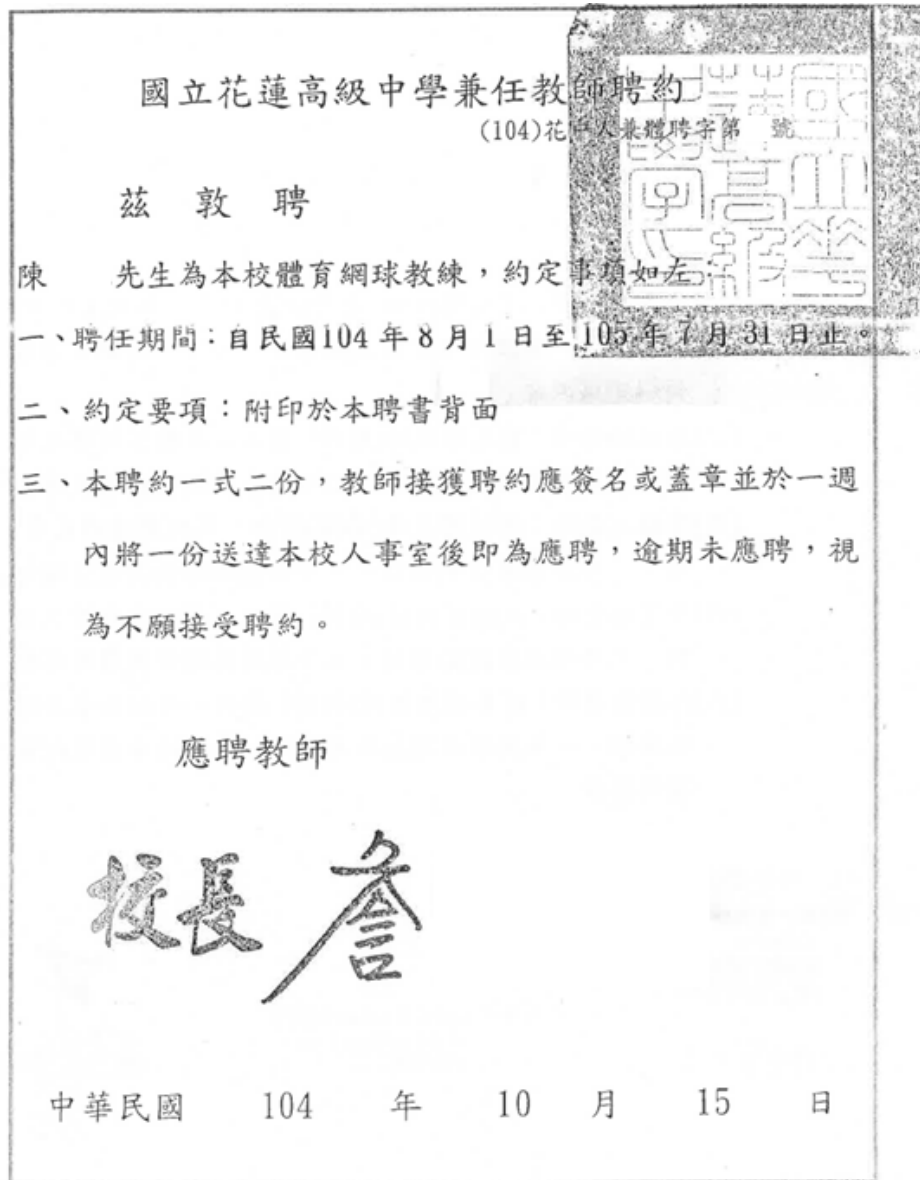 國立花蓮高級中學兼任教師聘約
(104)花中人兼體聘字第　號
茲 敦 聘
陳　　先生為本校體育網球教練，約定事項如左：
一、聘任期間：自民國104年8月1日至105年7月31日止。
二、約定要項：附印於本聘書背面
三、本聘約一式二份，教師接獲聘約應簽名或蓋章並於一週
內將一份送達本校人事室後即為應聘，逾期未應聘，視
為不願接受聘約。
應聘教師
校長 詹
中華民國 104 年 10 月 15 日